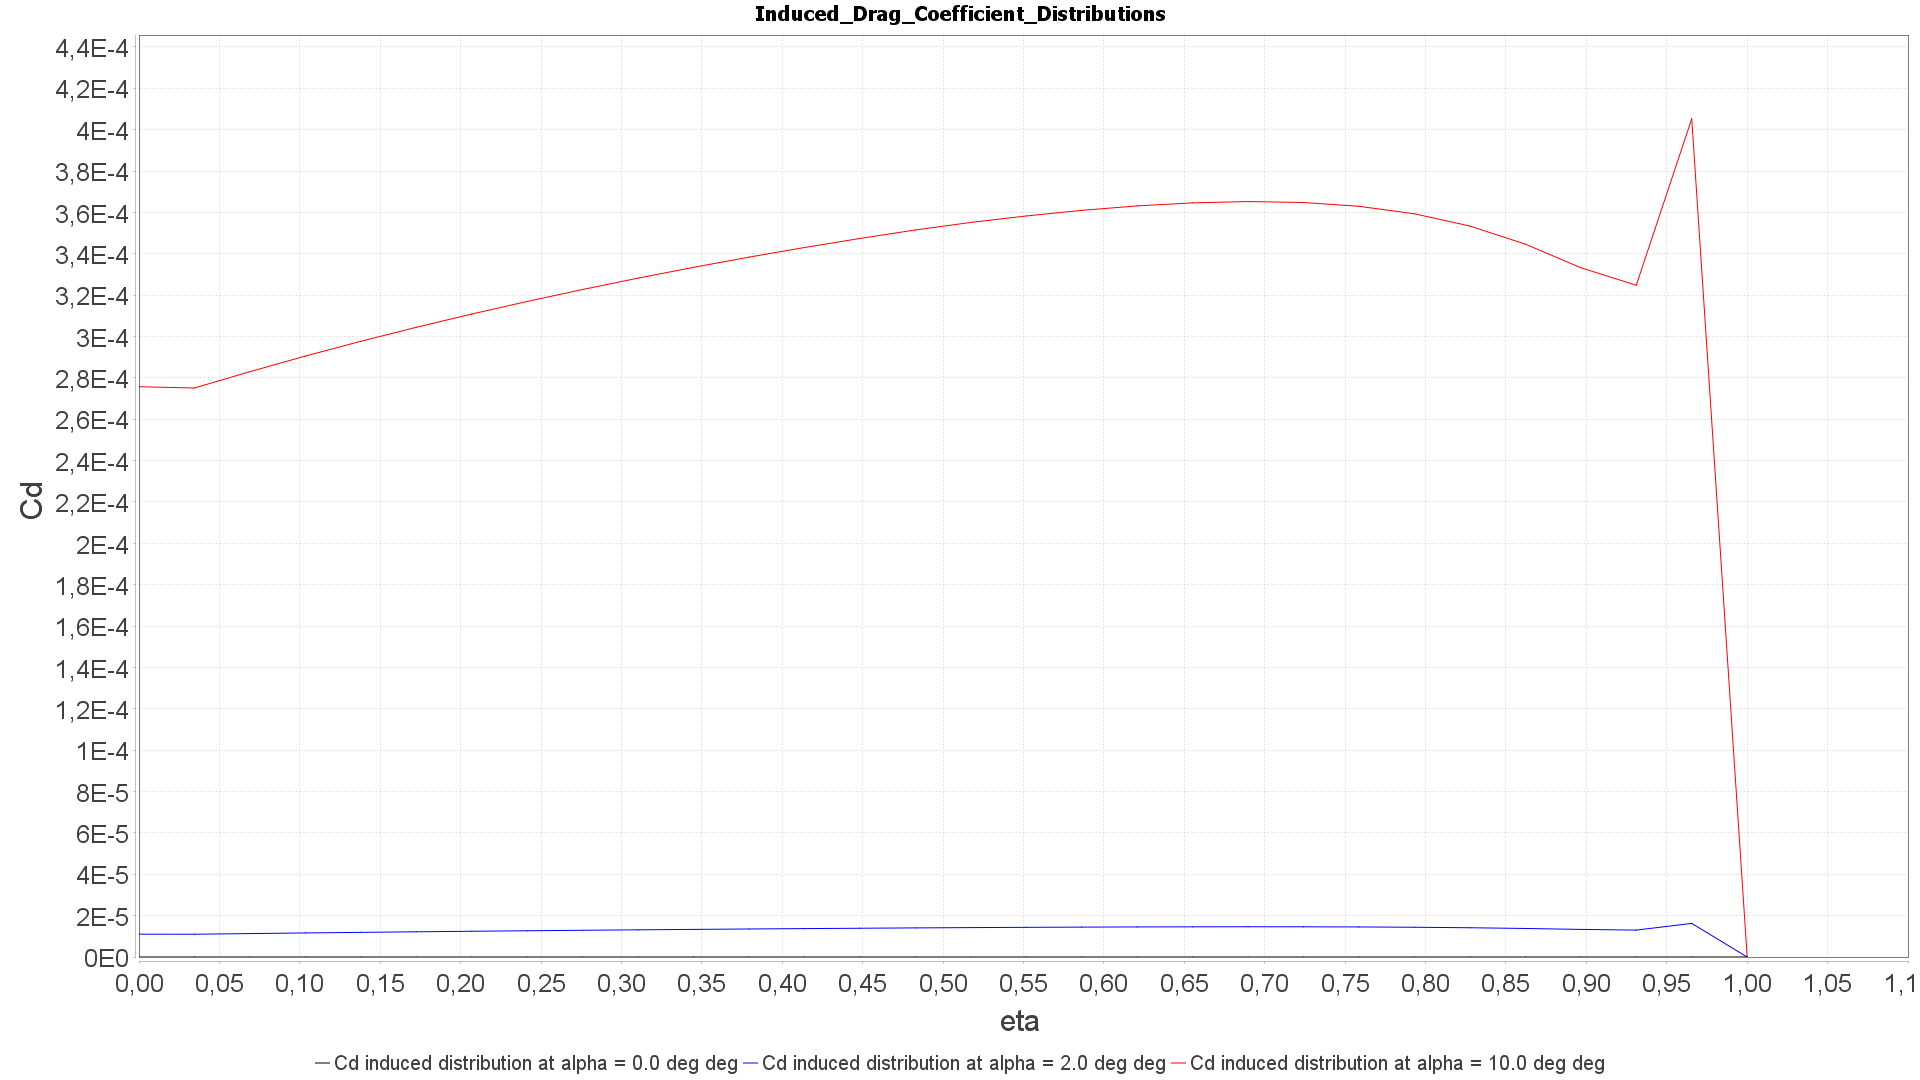 Induced_Drag_Coefficient_Distributions
4,4E-4
4,2E-4
4E-4
3,8E-4
3,6E-4
3,4E-4
3,2E-4
3E-4
2,8E-4
2,6E-4
2,4E-4
2,2E-4
2E-4
1,8E-4
1,6E-4
1,4E-4
1,2E-4
1E-4
8E-5
6E-5
4E-5
2E-5
0E0
Cd
0,00 0,05 0,10 0,15 0,20 0,25 0,30 0,35 0,40 0,45 0,50 0,55 0,60 0,65 0,70 0,75 0,80 0,85 0,90 0,95 1,00 1,05 1,1
eta
Cd induced distribution at alpha = 0.0 deg deg Cd induced distribution at alpha = 2.0 deg deg Cd induced distribution at alpha = 10.0 deg deg